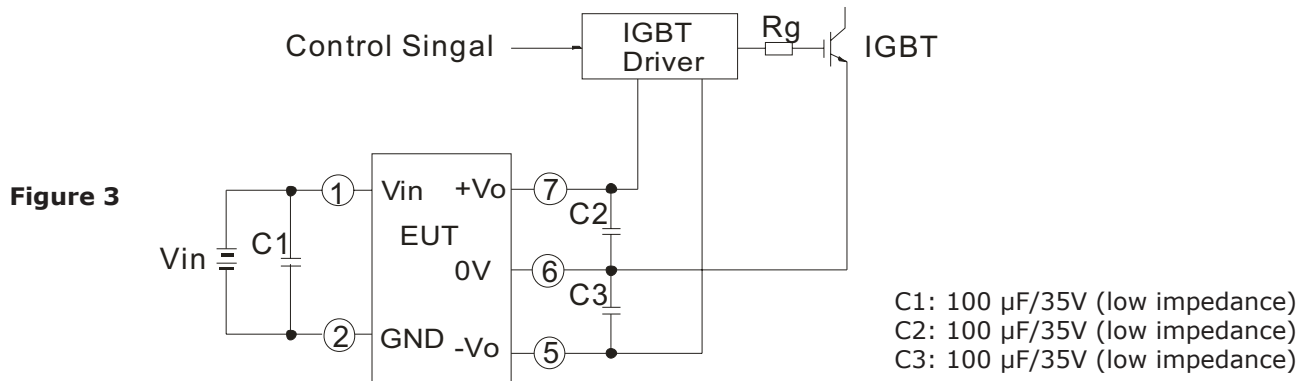 Control Singal
IGBT
Driver
Rg
IGBT
Figure 3
Vin
C1
1
2
Vin
+Vo
EUT
0V
GND
-Vo
7
6
5
C2
C3
C1: 100 µF/35V (low impedance)
C2: 100 µF/35V (low impedance)
C3: 100 µF/35V (low impedance)